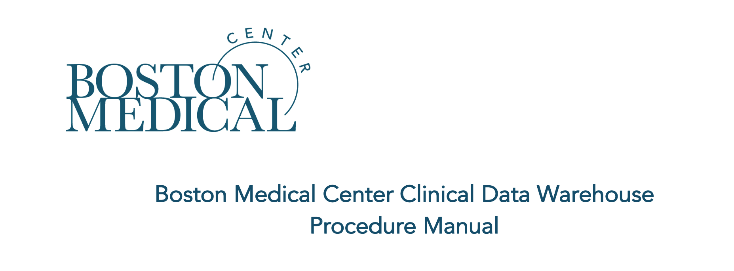 CENTER
BOSTON
MEDICAL
Boston Medical Center Clinical Data Warehouse
Procedure Manual